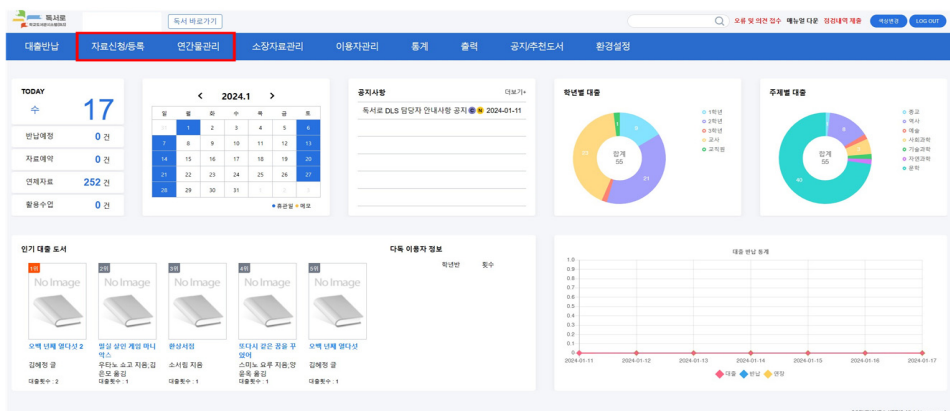 독서로
독서 바로가기
오류 및 의견 접수 매뉴얼 다운 점검내역 제출 색상변경 LOG OUT
대출반납 자료신청/등록 연간물관리 소장자료관리 이용자관리 통계 출력 공지/추천도서 환경설정
TODAY
수 17
반납예정 0 건
자료예약 0 건
연체자료 252 건
활용수업 0 건
< 2024.1 >
일 월 화 수 목 금 토
1 2 3 4 5 6
7 8 9 10 11 12 13
14 15 16 17 18 19 20
21 22 23 24 25 26 27
28 29 30 31
휴관일 메모
공지사항 더보기+
독서로 DLS 담당자 안내사항 공지 N 2024-01-11
학년별 대출
합계
55
21
1학년
2학년
3학년
교사
교직원
주제별 대출
합계
55
40
종교
역사
예술
사회과학
기술과학
자연과학
문학
인기 대출 도서
1위 2위 3위 4위 5위
No Image No Image No Image No Image No Image
오백 년째 열다섯 2
김혜정 글
대출횟수 : 2
밀실 살인 게임 마니
악스
우타노 쇼고 지음;김
은모 옮김
대출횟수 : 1
환상서점
소서림 지음
대출횟수 : 1
또다시 같은 꿈을 꾸
었어
스미노 요루 지음;양
윤옥 옮김
대출횟수 : 1
오백 년째 열다섯
김혜정 글
대출횟수 : 1
다독 이용자 정보
학년반 횟수
대출 반납 통계
1.0
0.9
0.8
0.7
0.6
0.5
0.4
0.3
0.2
0.1
0
2024-01-11 2024-01-12 2024-01-13 2024-01-14 2024-01-15 2024-01-16 2024-01-17
대출 반납 연장